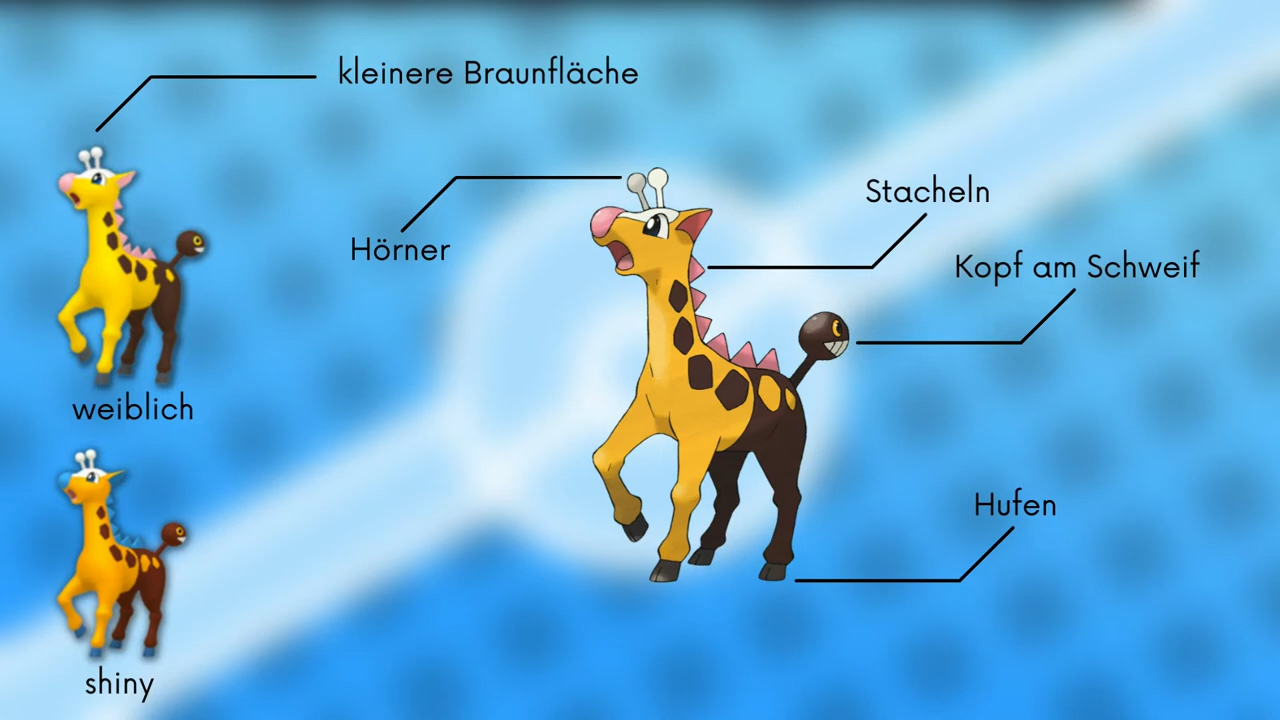 kleinere Braunfläche
Stacheln
Hörner
Kopf am Schweif
weiblich
Hufen
shiny